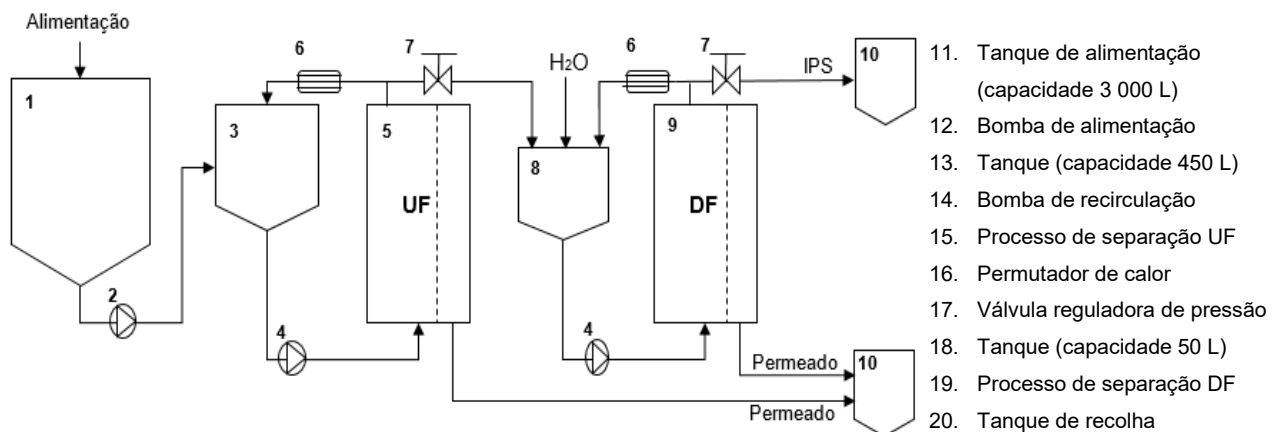 Alimentação
1
2
3
4
5
UF
6
7
H₂O
8
4
9
DF
6
7
IPS
10
Permeado
Permeado
10
11. Tanque de alimentação
(capacidade 3 000 L)
12. Bomba de alimentação
13. Tanque (capacidade 450 L)
14. Bomba de recirculação
15. Processo de separação UF
16. Permutador de calor
17. Válvula reguladora de pressão
18. Tanque (capacidade 50 L)
19. Processo de separação DF
20. Tanque de recolha